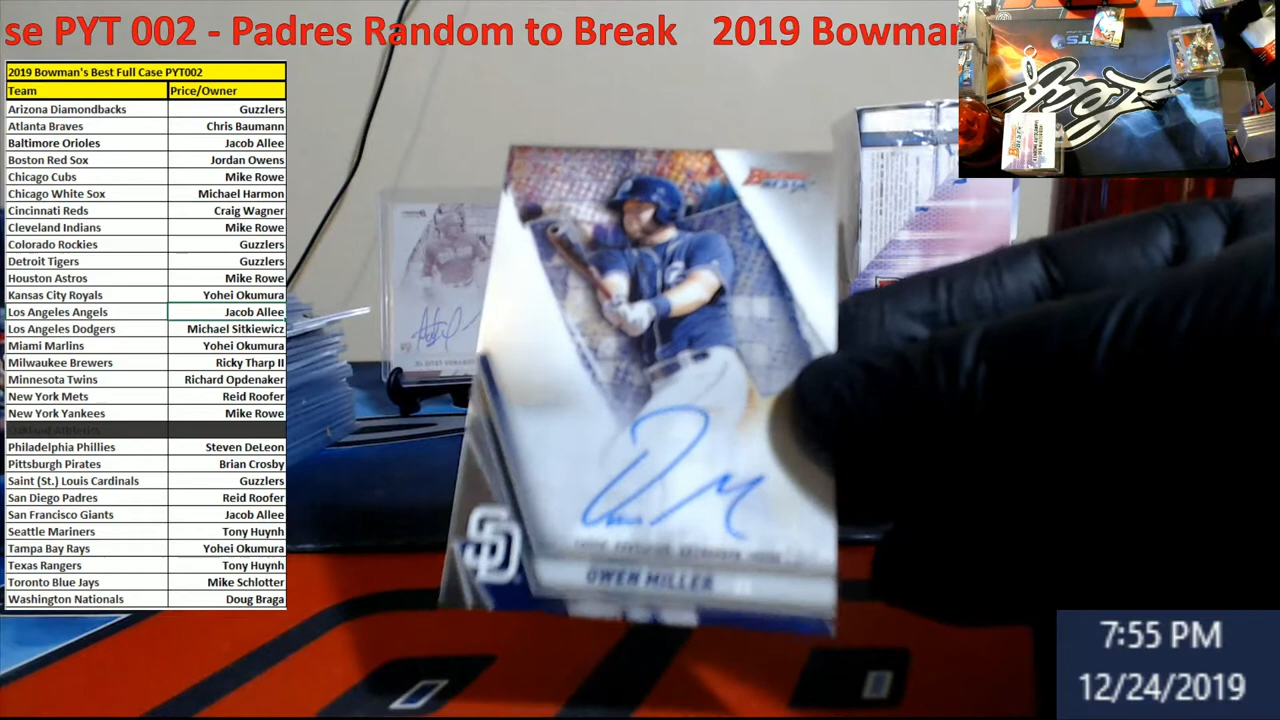 se PYT 002 - Padres Random to Break 2019 Bowman
2019 Bowman's Best Full Case PYT002
Team Price/Owner
Arizona Diamondbacks Guzzlers
Atlanta Braves Chris Baumann
Baltimore Orioles Jacob Allee
Boston Red Sox Jordan Owens
Chicago Cubs Mike Rowe
Chicago White Sox Michael Harmon
Cincinnati Reds Craig Wagner
Cleveland Indians Mike Rowe
Colorado Rockies Guzzlers
Detroit Tigers Guzzlers
Houston Astros Mike Rowe
Kansas City Royals Yohei Okumura
Los Angeles Angels Jacob Allee
Los Angeles Dodgers Michael Sitkiewicz
Miami Marlins Yohei Okumura
Milwaukee Brewers Ricky Tharp II
Minnesota Twins Richard Opdenaker
New York Mets Reid Roofer
New York Yankees Mike Rowe
Oakland Athletics
Philadelphia Phillies Steven DeLeon
Pittsburgh Pirates Brian Crosby
Saint (St.) Louis Cardinals Guzzlers
San Diego Padres Reid Roofer
San Francisco Giants Jacob Allee
Seattle Mariners Tony Huynh
Tampa Bay Rays Yohei Okumura
Texas Rangers Tony Huynh
Toronto Blue Jays Mike Schlotter
Washington Nationals Doug Braga
Bowman's
BEST
SD
OWEN MILLER
7:55 PM
12/24/2019